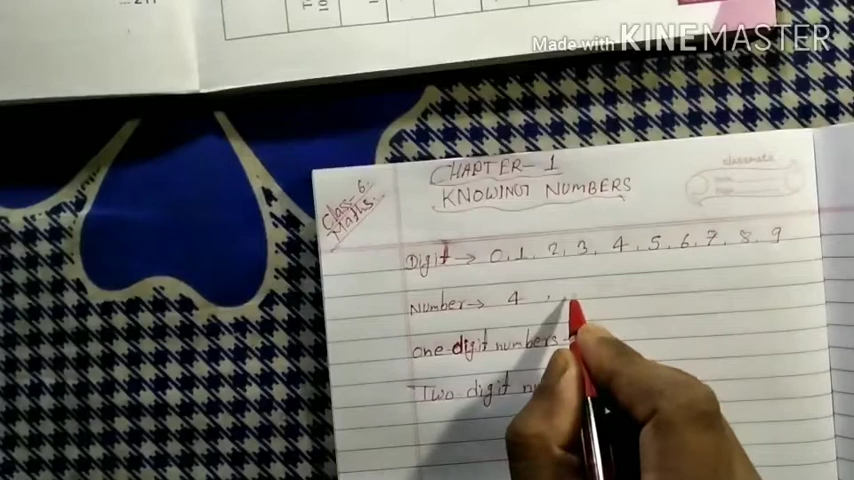 Made with KINEMASTER
classmate
CHAPTER-1
KNOWING NUMBERS
Class-6
Maths.
Digit → 0, 1, 2, 3, 4, 5, 6, 7, 8, 9
Number → 4
One digit numbers
Two digit